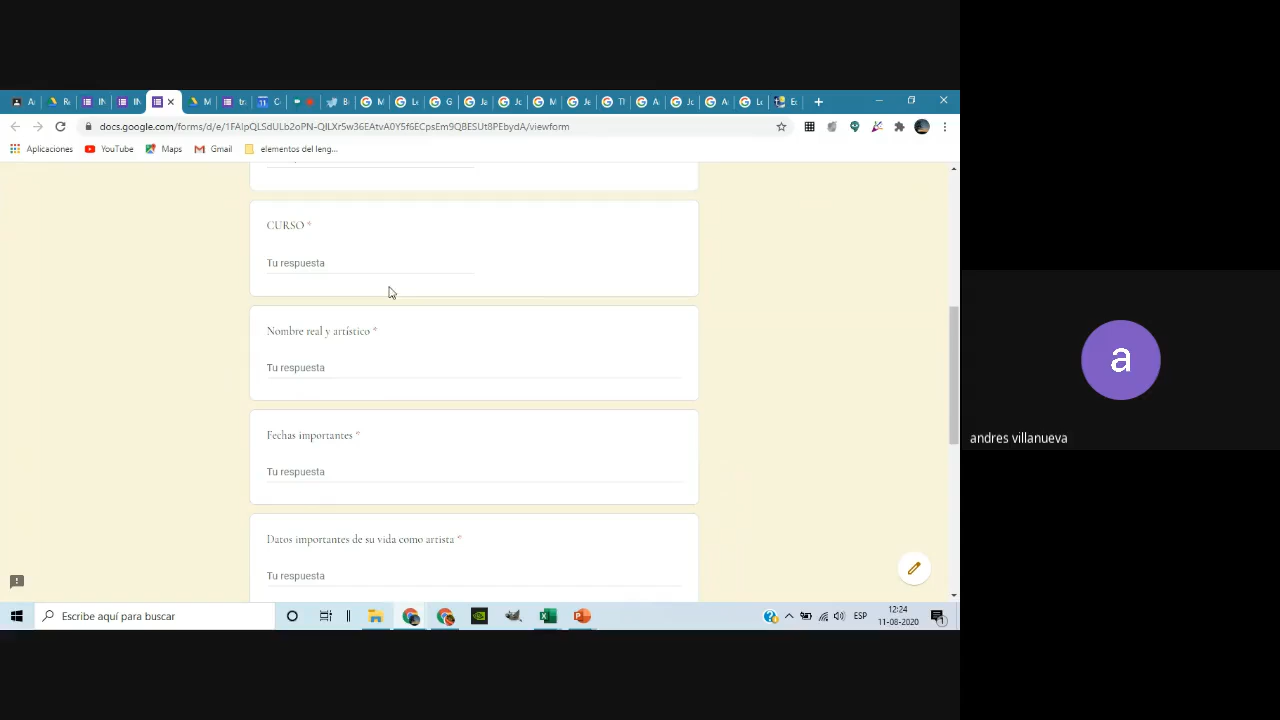 docs.google.com/forms/d/e/1FAIpQLSdULb2oPN-QILXr5w36EAtvA0Y5f6ECpsEm9QBESUt8PEbydA/viewform
Aplicaciones YouTube Maps Gmail elementos del leng...
CURSO *
Tu respuesta
Nombre real y artístico *
Tu respuesta
Fechas importantes *
Tu respuesta
Datos importantes de su vida como artista *
Tu respuesta
a
andres villanueva
Escribe aquí para buscar
ESP
12:24
11-08-2020